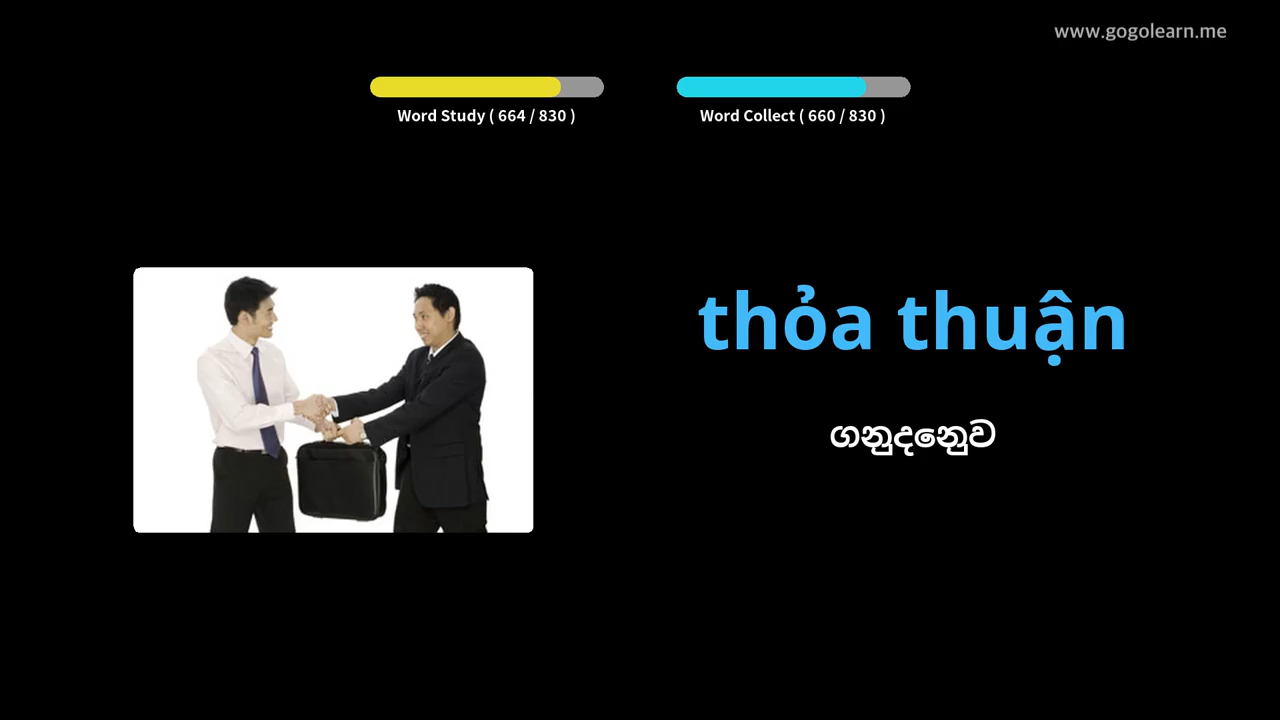 www.gogolearn.me
Word Study ( 664 / 830 )
Word Collect ( 660 / 830 )
thỏa thuận
ගනුදෙනුව